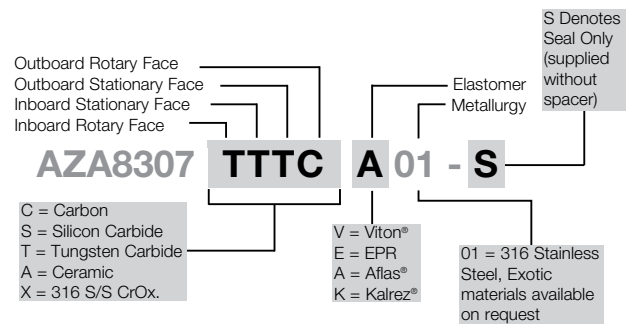 S Denotes
Seal Only
(supplied
without
spacer)
Outboard Rotary Face
Outboard Stationary Face
Inboard Stationary Face
Inboard Rotary Face
Elastomer
Metallurgy
AZA8307 TTTC A 01 - S
C = Carbon
S = Silicon Carbide
T = Tungsten Carbide
A = Ceramic
X = 316 S/S CrOx.
V = Viton®
E = EPR
A = Aflas®
K = Kalrez®
01 = 316 Stainless
Steel, Exotic
materials available
on request